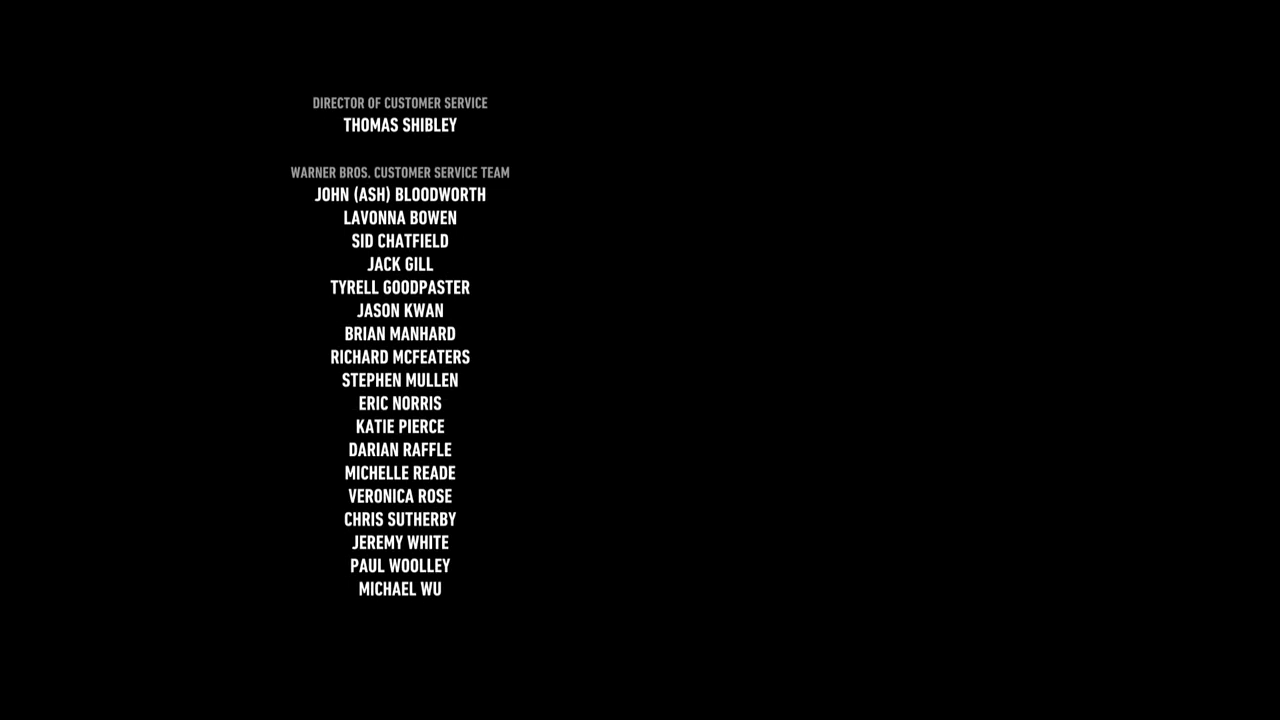 DIRECTOR OF CUSTOMER SERVICE
THOMAS SHIBLEY
WARNER BROS. CUSTOMER SERVICE TEAM
JOHN (ASH) BLOODWORTH
LAVONNA BOWEN
SID CHATFIELD
JACK GILL
TYRELL GOODPASTER
JASON KWAN
BRIAN MANHARD
RICHARD MCFEATERS
STEPHEN MULLEN
ERIC NORRIS
KATIE PIERCE
DARIAN RAFFLE
MICHELLE READE
VERONICA ROSE
CHRIS SUTHERBY
JEREMY WHITE
PAUL WOOLLEY
MICHAEL WU